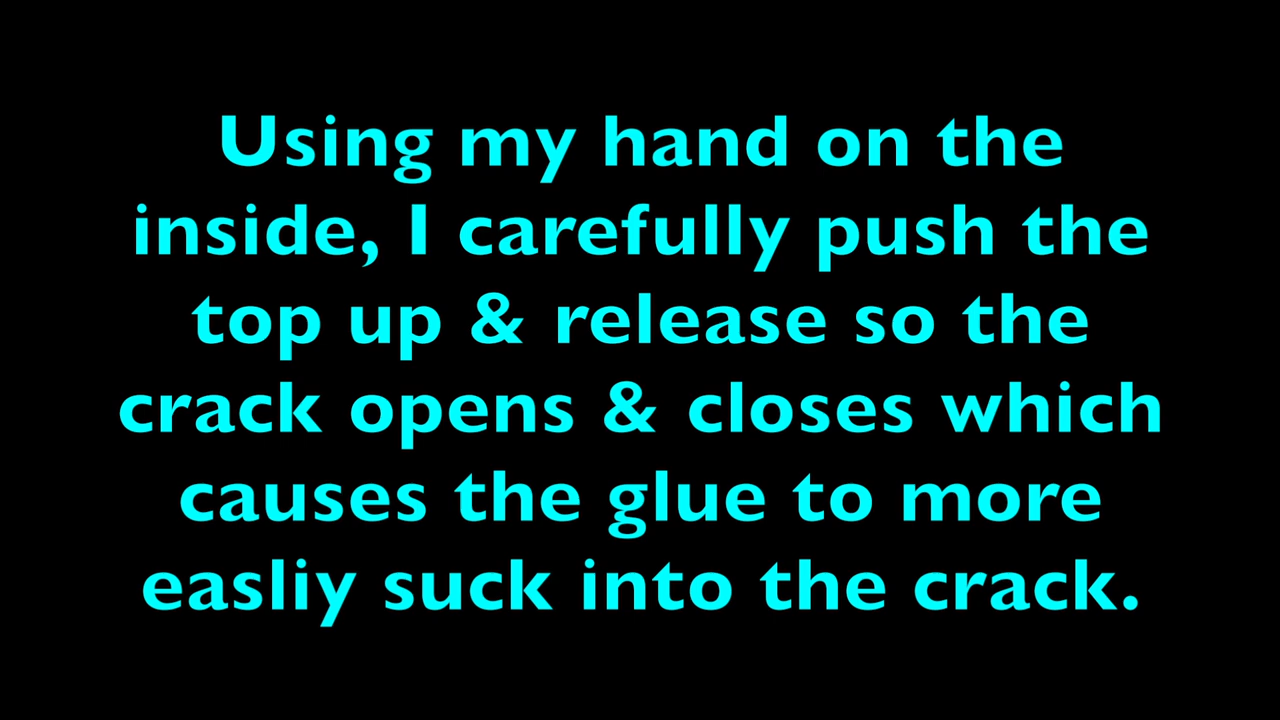 Using my hand on the
inside, I carefully push the
top up & release so the
crack opens & closes which
causes the glue to more
easliy suck into the crack.